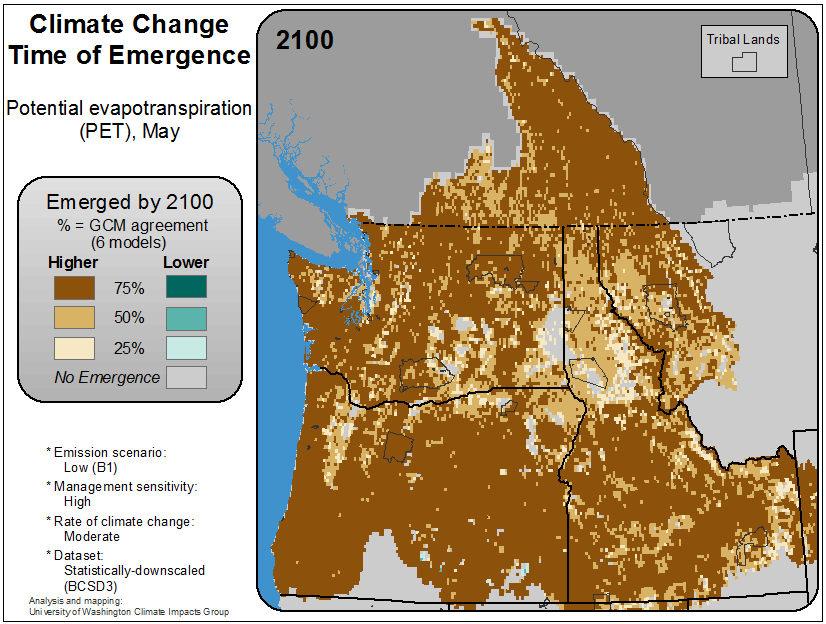 Climate Change
Time of Emergence
Potential evapotranspiration
(PET), May
Emerged by 2100
% = GCM agreement
(6 models)
Higher Lower
75%
50%
25%
No Emergence
* Emission scenario:
Low (B1)
* Management sensitivity:
High
* Rate of climate change:
Moderate
* Dataset:
Statistically-downscaled
(BCSD3)
Analysis and mapping:
University of Washington Climate Impacts Group
2100
Tribal Lands